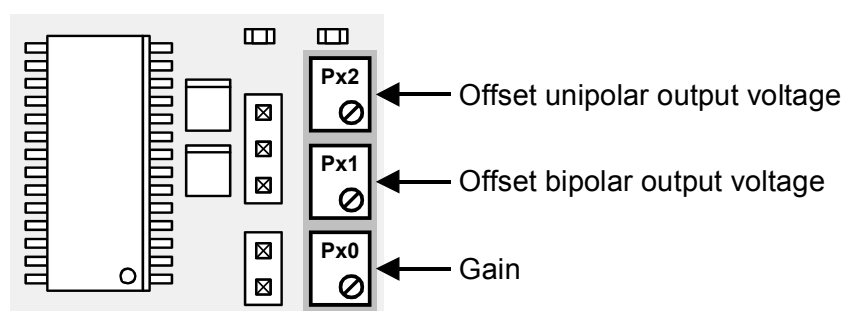 Px2
Offset unipolar output voltage
Px1
Offset bipolar output voltage
Px0
Gain